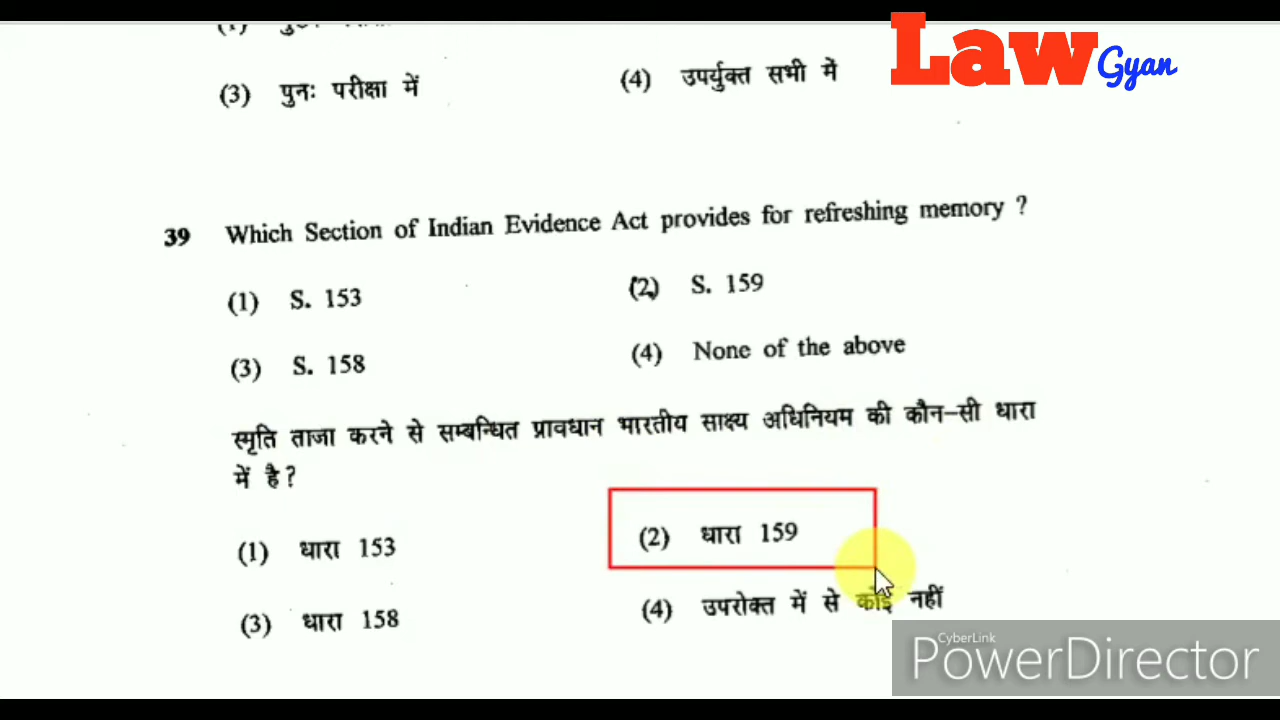 Law Gyan
(3) पुनः परीक्षा में (4) उपर्युक्त सभी में
39 Which Section of Indian Evidence Act provides for refreshing memory ?
(1) S. 153 (2) S. 159
(3) S. 158 (4) None of the above
स्मृति ताजा करने से सम्बन्धित प्रावधान भारतीय साक्ष्य अधिनियम की कौन-सी धारा
में है?
(1) धारा 153 (2) धारा 159
(3) धारा 158 (4) उपरोक्त में से कोई नहीं
CyberLink
PowerDirector